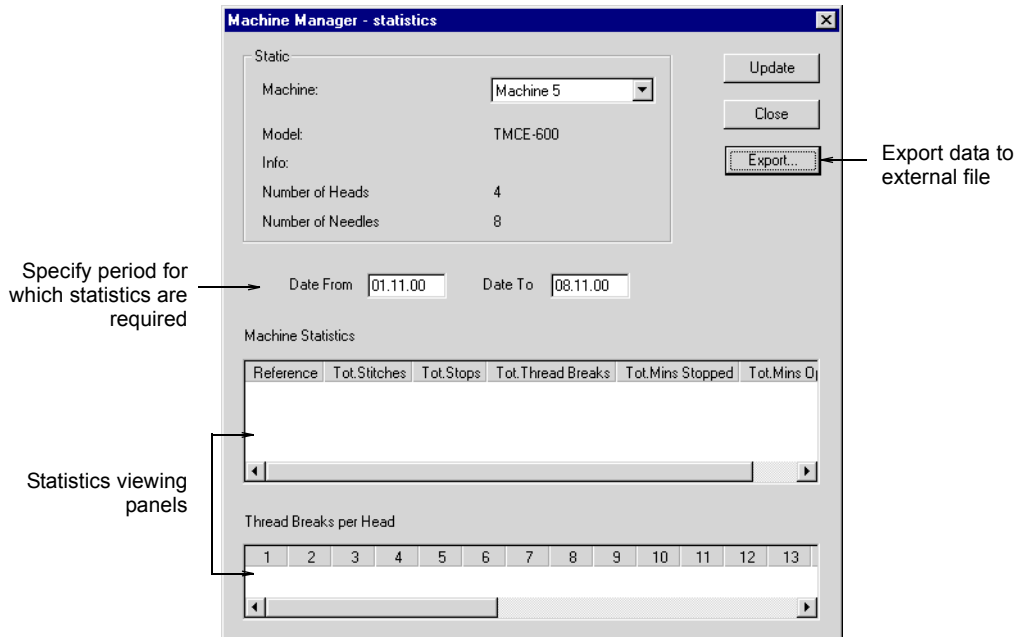 Machine Manager - statistics
Static
Machine: Machine 5
Model: TMCE-600
Info:
Number of Heads 4
Number of Needles 8
Update
Close
Export...
Export data to
external file
Specify period for
which statistics are
required
Date From 01.11.00 Date To 08.11.00
Machine Statistics
Reference Tot.Stitches Tot.Stops Tot.Thread Breaks Tot.Mins Stopped Tot.Mins O
Statistics viewing
panels
Thread Breaks per Head
1 2 3 4 5 6 7 8 9 10 11 12 13